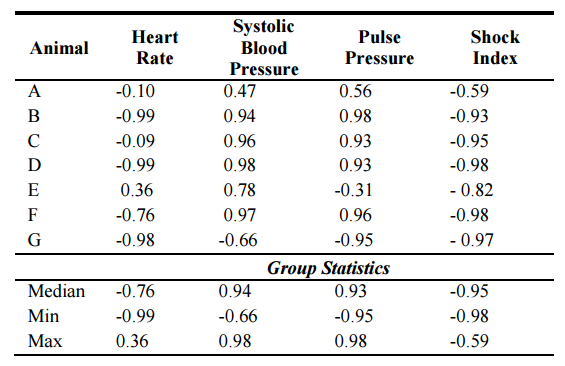 Animal Heart Rate Systolic Blood Pressure Pulse Pressure Shock Index
A -0.10 0.47 0.56 -0.59
B -0.99 0.94 0.98 -0.93
C -0.09 0.96 0.93 -0.95
D -0.99 0.98 0.93 -0.98
E 0.36 0.78 -0.31 - 0.82
F -0.76 0.97 0.96 -0.98
G -0.98 -0.66 -0.95 - 0.97
Group Statistics
Median -0.76 0.94 0.93 -0.95
Min -0.99 -0.66 -0.95 -0.98
Max 0.36 0.98 0.98 -0.59